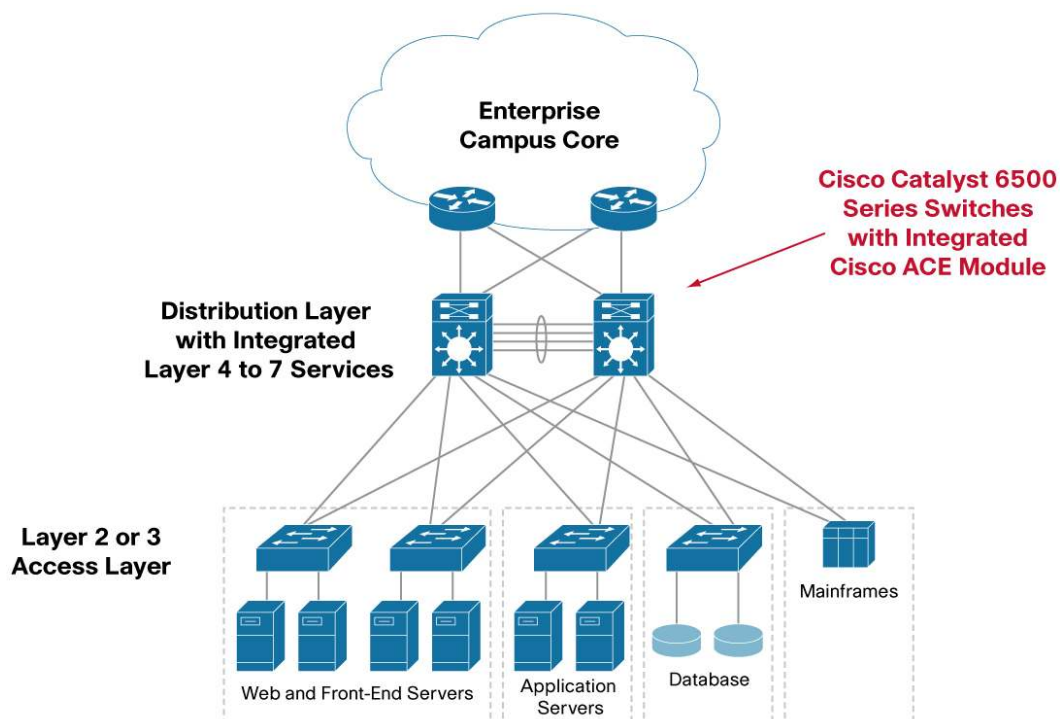 Enterprise
Campus Core
Cisco Catalyst 6500
Series Switches
with Integrated
Cisco ACE Module
Distribution Layer
with Integrated
Layer 4 to 7 Services
Layer 2 or 3
Access Layer
Mainframes
Web and Front-End Servers
Application
Servers
Database